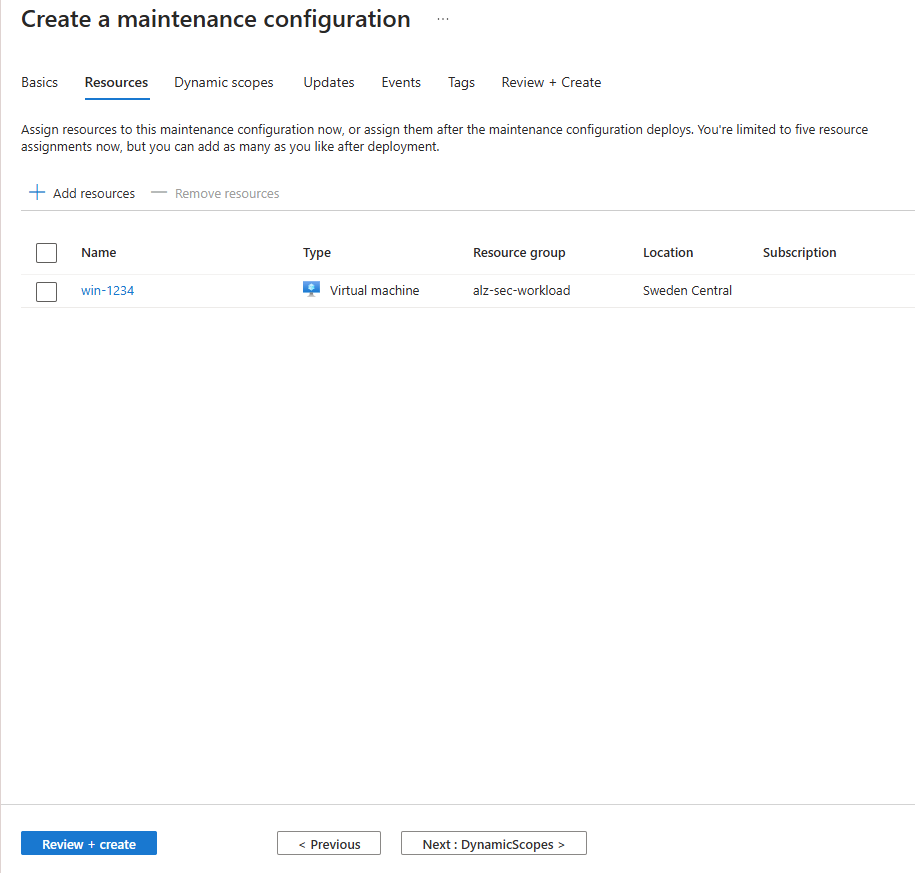 Create a maintenance configuration ...
Basics Resources Dynamic scopes Updates Events Tags Review + Create
Assign resources to this maintenance configuration now, or assign them after the maintenance configuration deploys. You're limited to five resource
assignments now, but you can add as many as you like after deployment.
Add resources Remove resources
Name Type Resource group Location Subscription
win-1234 Virtual machine alz-sec-workload Sweden Central
Review + create < Previous Next : DynamicScopes >